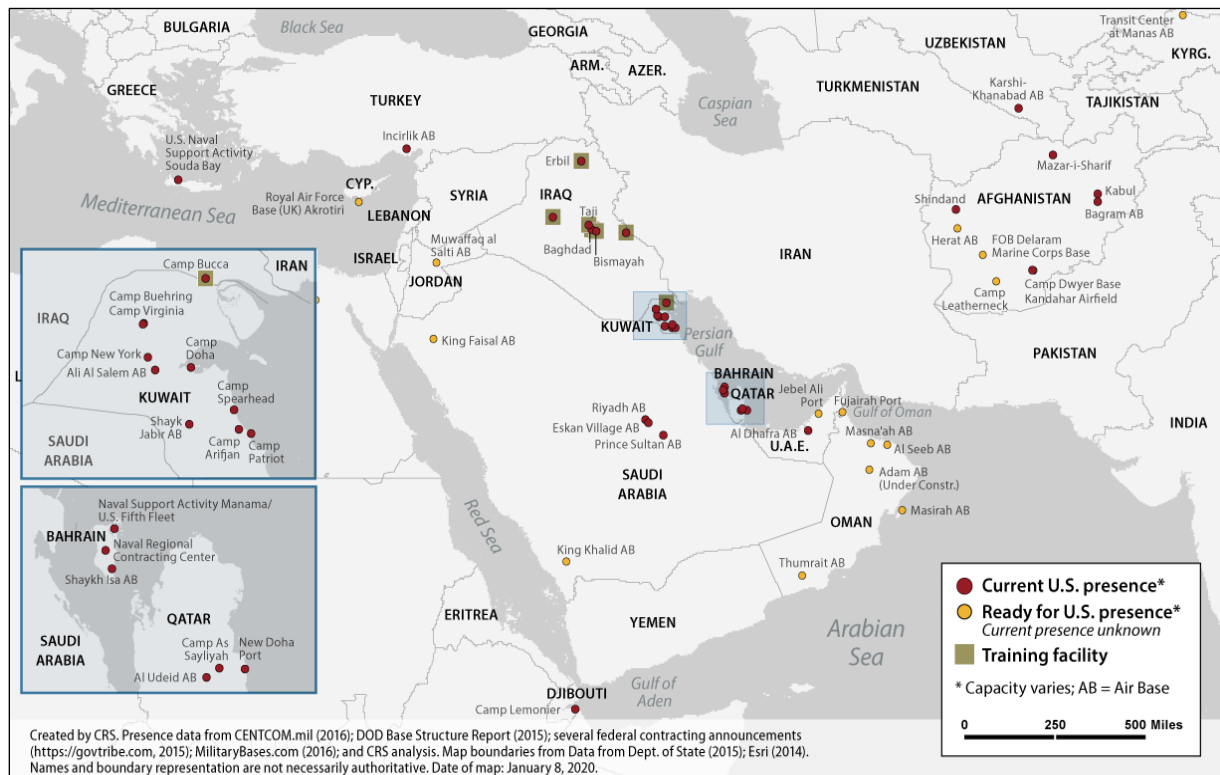 BULGARIA
Black Sea
GEORGIA
ARM.
AZER.
Caspian
Sea
UZBEKISTAN
Transit Center
at Manas AB
KYRG.
GREECE
TURKEY
TURKMENISTAN
Karshi-
Khanabad AB
TAJIKISTAN
U.S. Naval
Support Activity
Souda Bay
Incirlik AB
Mazar-i-Sharif
Mediterranean Sea
CYP.
Royal Air Force
Base (UK) Akrotiri
LEBANON
SYRIA
Erbil
IRAQ
Taji
Baghdad
Bismayah
ISRAEL
Muwaffaq al
Salti AB
JORDAN
IRAN
AFGHANISTAN
Kabul
Bagram AB
Shindand
Herat AB
FOB Delaram
Marine Corps Base
Camp
Leatherneck
Camp Dwyer Base
Kandahar Airfield
PAKISTAN
INDIA
King Faisal AB
KUWAIT
Persian
Gulf
BAHRAIN
QATAR
Jebel Ali
Port
Fujairah Port
Gulf of Oman
Al Dhafra AB
U.A.E.
Masna'ah AB
Al Seeb AB
Adam AB
(Under Constr.)
Masirah AB
OMAN
Thumrait AB
Riyadh AB
Eskan Village AB
Prince Sultan AB
SAUDI
ARABIA
Red Sea
King Khalid AB
ERITREA
YEMEN
Arabian
Sea
DJIBOUTI
Gulf of
Aden
Camp Lemonier
L
Camp Bucca
IRAN
IRAQ
Camp Buehring
Camp Virginia
Camp New York
Ali Al Salem AB
Camp
Doha
KUWAIT
Camp
Spearhead
Shayk
Jabir AB
Camp
Arifjan
Camp
Patriot
SAUDI
ARABIA
Naval Support Activity Manama/
U.S. Fifth Fleet
BAHRAIN
Naval Regional
Contracting Center
Shaykh Isa AB
QATAR
SAUDI
ARABIA
Camp As
Sayliyah
New Doha
Port
Al Udeid AB
Current U.S. presence*
Ready for U.S. presence*
Current presence unknown
Training facility
* Capacity varies; AB = Air Base
0 250 500 Miles
Created by CRS. Presence data from CENTCOM.mil (2016); DOD Base Structure Report (2015); several federal contracting announcements
(https://govtribe.com, 2015); MilitaryBases.com (2016); and CRS analysis. Map boundaries from Data from Dept. of State (2015); Esri (2014).
Names and boundary representation are not necessarily authoritative. Date of map: January 8, 2020.